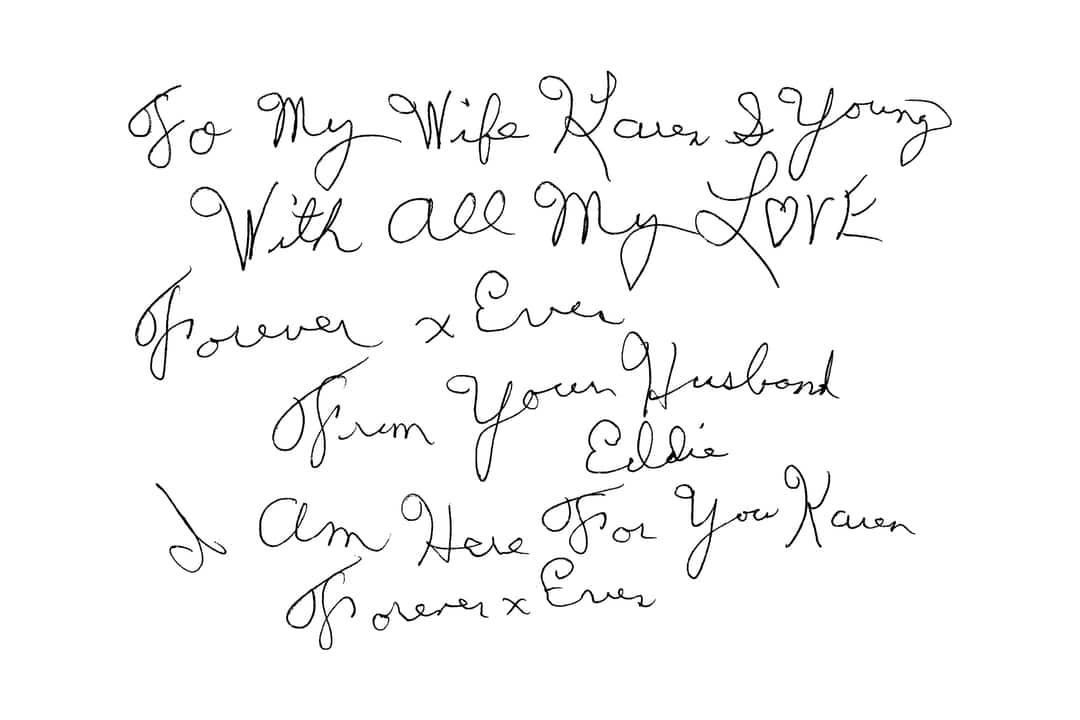 To My Wife Karen S Young
With all My L♡VE
Forever x Ever
From Your Husband
Eddie
I Am Here For You Karen
Forever x Ever